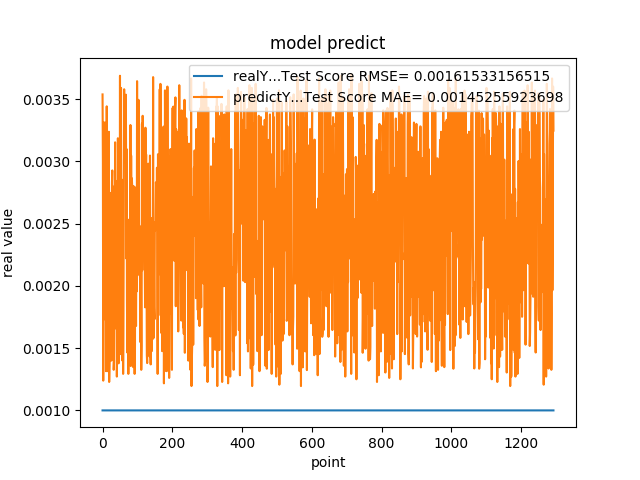 model predict
realY...Test Score RMSE= 0.00161533156515
predictY...Test Score MAE= 0.00145255923698
0.0035
0.0030
0.0025
0.0020
0.0015
0.0010
real value
0 200 400 600 800 1000 1200
point